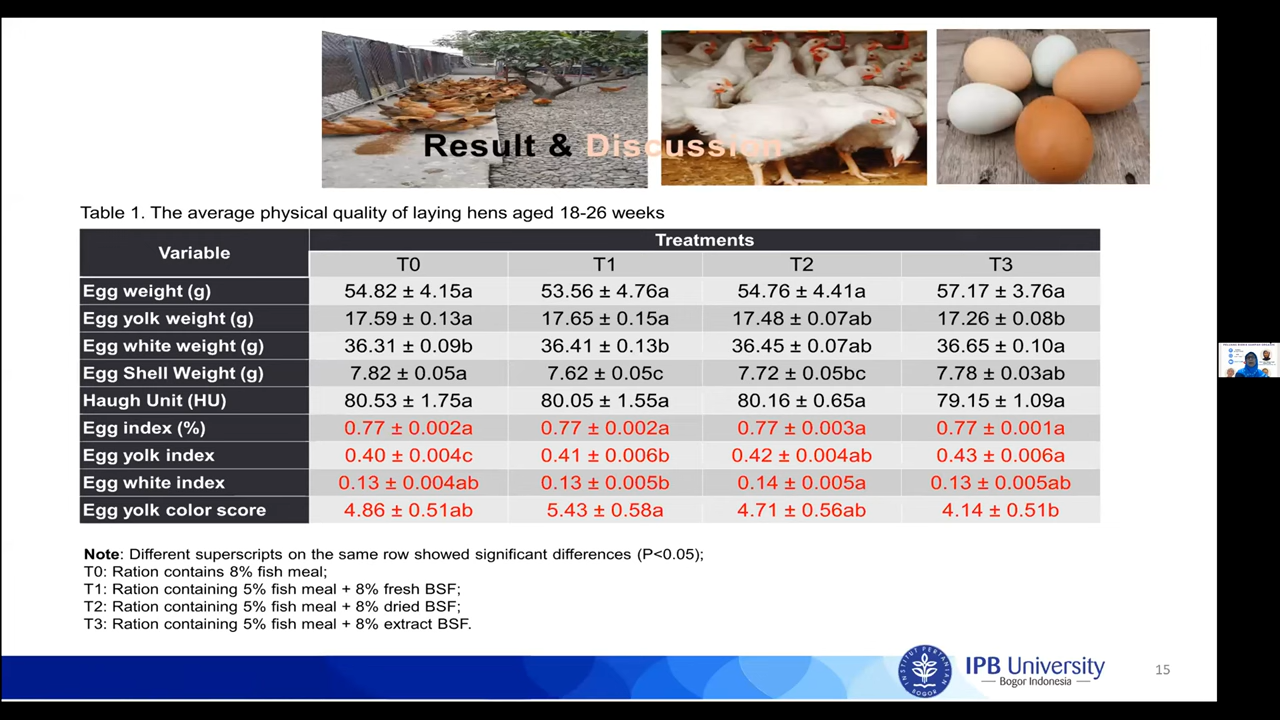 Result & Discussion
Table 1. The average physical quality of laying hens aged 18-26 weeks
Variable Treatments
T0 T1 T2 T3
Egg weight (g) 54.82 ± 4.15a 53.56 ± 4.76a 54.76 ± 4.41a 57.17 ± 3.76a
Egg yolk weight (g) 17.59 ± 0.13a 17.65 ± 0.15a 17.48 ± 0.07ab 17.26 ± 0.08b
Egg white weight (g) 36.31 ± 0.09b 36.41 ± 0.13b 36.45 ± 0.07ab 36.65 ± 0.10a
Egg Shell Weight (g) 7.82 ± 0.05a 7.62 ± 0.05c 7.72 ± 0.05bc 7.78 ± 0.03ab
Haugh Unit (HU) 80.53 ± 1.75a 80.05 ± 1.55a 80.16 ± 0.65a 79.15 ± 1.09a
Egg index (%) 0.77 ± 0.002a 0.77 ± 0.002a 0.77 ± 0.003a 0.77 ± 0.001a
Egg yolk index 0.40 ± 0.004c 0.41 ± 0.006b 0.42 ± 0.004ab 0.43 ± 0.006a
Egg white index 0.13 ± 0.004ab 0.13 ± 0.005b 0.14 ± 0.005a 0.13 ± 0.005ab
Egg yolk color score 4.86 ± 0.51ab 5.43 ± 0.58a 4.71 ± 0.56ab 4.14 ± 0.51b
Note: Different superscripts on the same row showed significant differences (P<0.05);
T0: Ration contains 8% fish meal;
T1: Ration containing 5% fish meal + 8% fresh BSF;
T2: Ration containing 5% fish meal + 8% dried BSF;
T3: Ration containing 5% fish meal + 8% extract BSF.
INSTITUT PERTANIAN BOGOR
IPB University
Bogor Indonesia
15